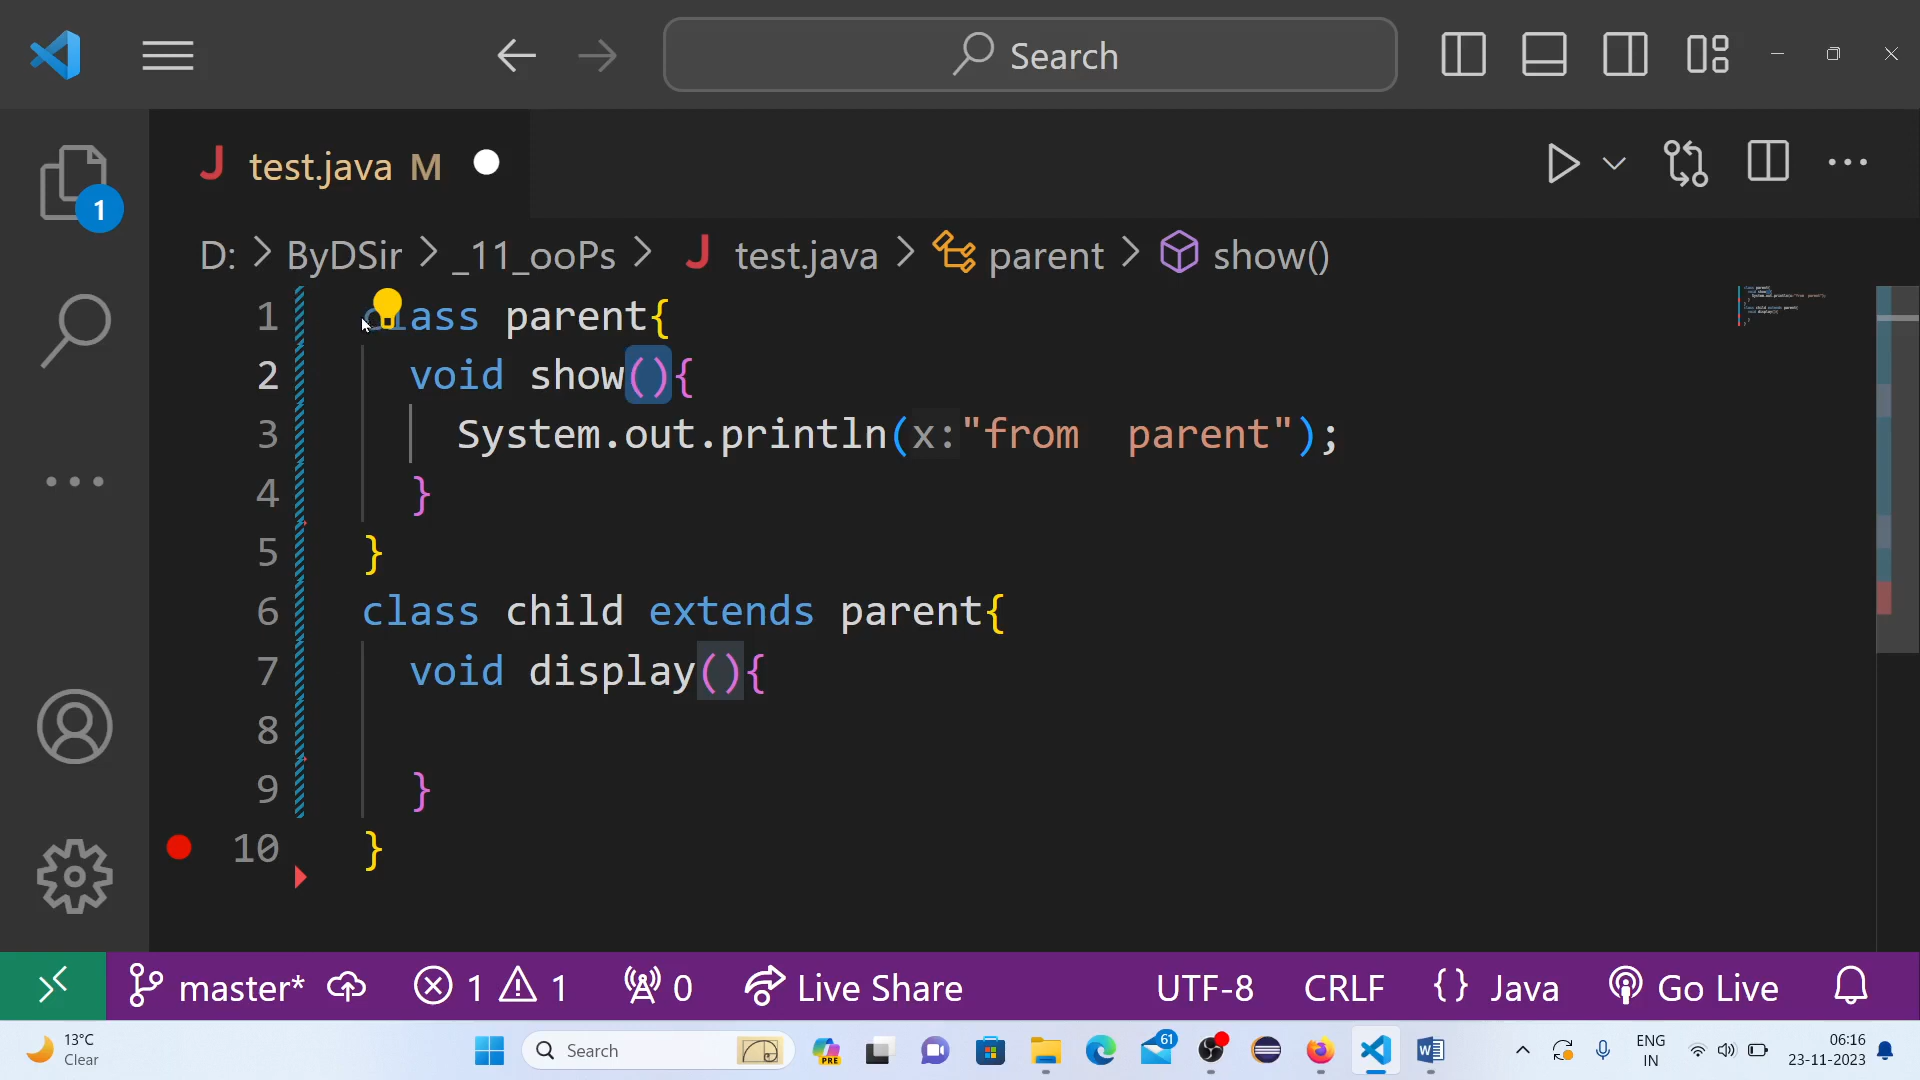 Search
test.java M
1
D: > ByDSir > _11_ooPs > J test.java > parent > show()
1 class parent{
2 void show(){
3 System.out.println(x:"from  parent");
4 }
5 }
6 class child extends parent{
7 void display(){
8
9 }
10 }
master* 1 1 0 Live Share UTF-8 CRLF {} Java Go Live
13°C
Clear
Search
PRE
61
ENG
IN
06:16
23-11-2023